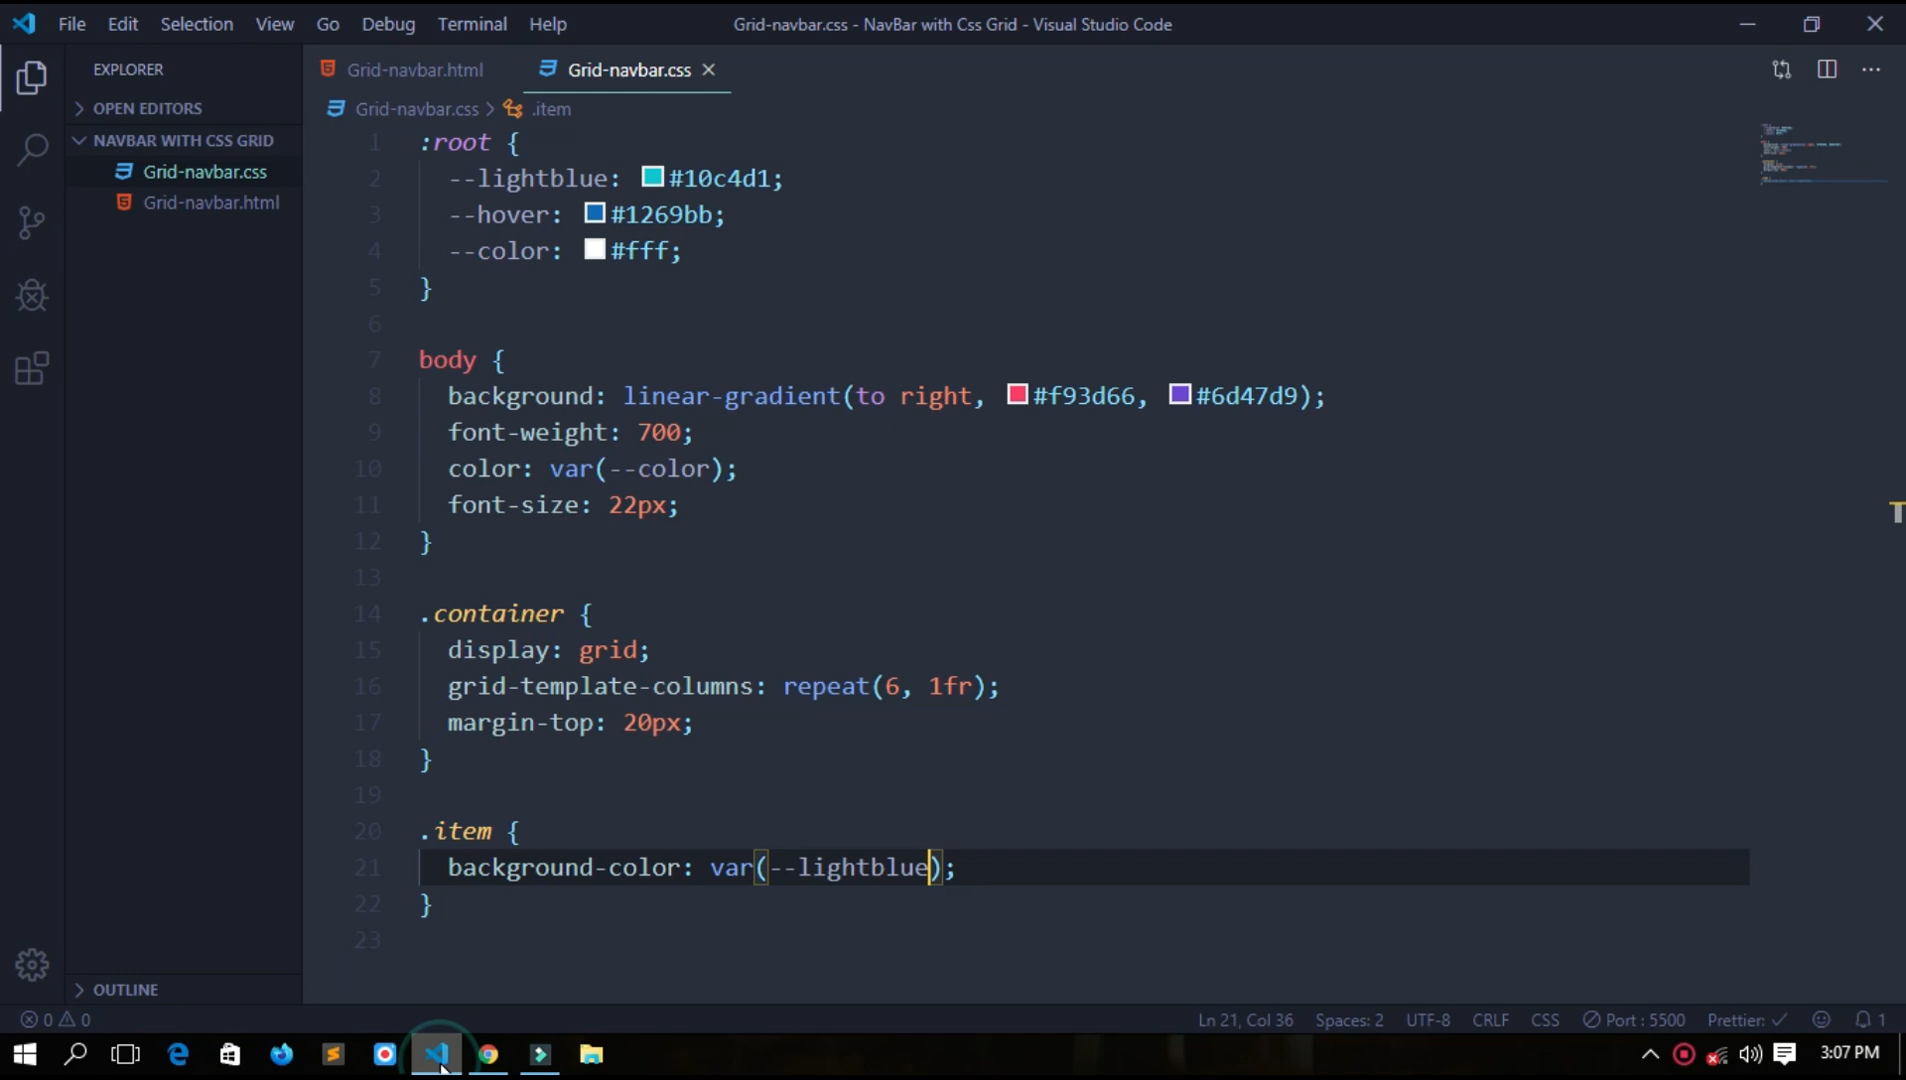 File Edit Selection View Go Debug Terminal Help Grid-navbar.css - NavBar with Css Grid - Visual Studio Code
EXPLORER
OPEN EDITORS
NAVBAR WITH CSS GRID
Grid-navbar.css
Grid-navbar.html
OUTLINE
Grid-navbar.html Grid-navbar.css
Grid-navbar.css > .item
1 :root {
2 --lightblue: #10c4d1;
3 --hover: #1269bb;
4 --color: #fff;
5 }
6
7 body {
8 background: linear-gradient(to right, #f93d66, #6d47d9);
9 font-weight: 700;
10 color: var(--color);
11 font-size: 22px;
12 }
13
14 .container {
15 display: grid;
16 grid-template-columns: repeat(6, 1fr);
17 margin-top: 20px;
18 }
19
20 .item {
21 background-color: var(--lightblue);
22 }
23
0 0 Ln 21, Col 36 Spaces: 2 UTF-8 CRLF CSS Port : 5500 Prettier: ✓ 1
3:07 PM